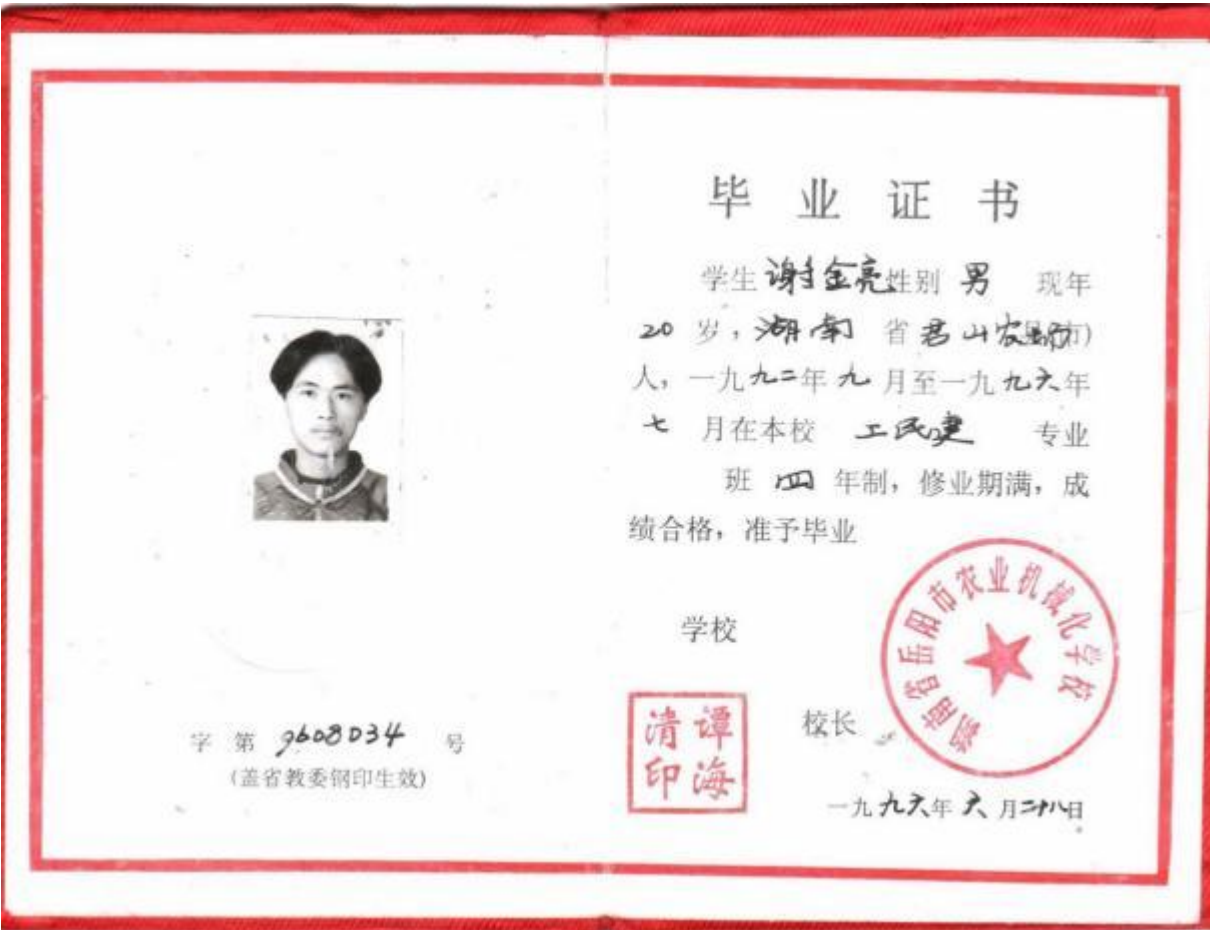 字 第 9608034 号
(盖省教委钢印生效)
毕业证书
学生 谢金亮 性别 男 现年
20 岁，湖南 省 君山农场 县(市)
人，一九九二年九月至一九九六年
七 月在本校 工民建 专业
班 四 年制，修业期满，成
绩合格，准予毕业
学校
湖南省岳阳市农业机械化学校
校长
谭海清印
一九九六年六月二十八日